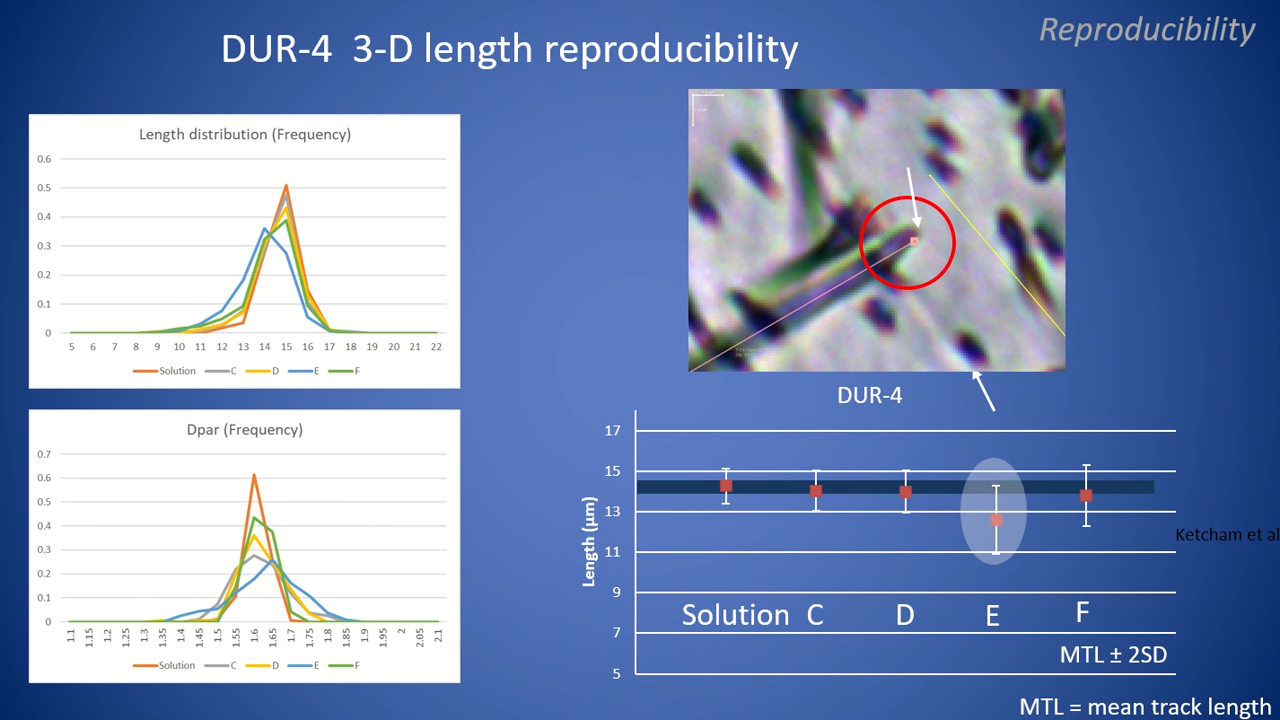 Reproducibility
DUR-4 3-D length reproducibility
Length distribution (Frequency)
0.6
0.5
0.4
0.3
0.2
0.1
0
5 6 7 8 9 10 11 12 13 14 15 16 17 18 19 20 21 22
Solution C D E F
Dpar (Frequency)
0.7
0.6
0.5
0.4
0.3
0.2
0.1
0
1.1 1.15 1.2 1.25 1.3 1.35 1.4 1.45 1.5 1.55 1.6 1.65 1.7 1.75 1.8 1.85 1.9 1.95 2 2.05 2.1
Solution C D E F
DUR-4
Length (μm)
17
15
13
11
9
7
5
Solution C D E F
MTL ± 2SD
Ketcham et al
MTL = mean track length